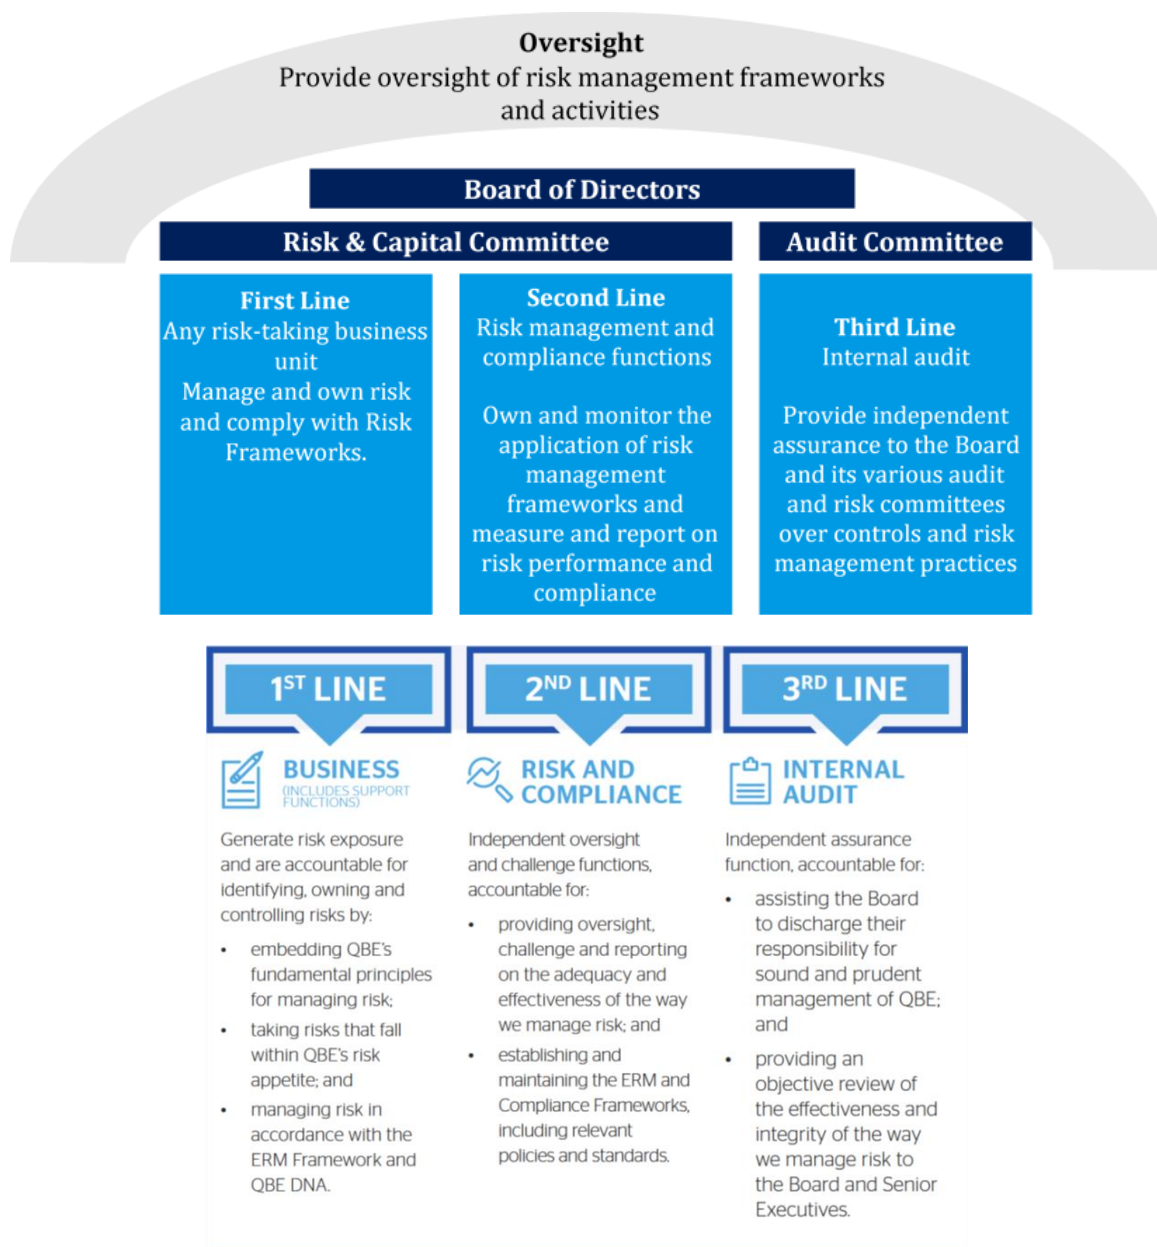 Oversight
Provide oversight of risk management frameworks
and activities
Board of Directors
Risk & Capital Committee
Audit Committee
First Line
Any risk-taking business
unit
Manage and own risk
and comply with Risk
Frameworks.
Second Line
Risk management and
compliance functions
Own and monitor the
application of risk
management
frameworks and
measure and report on
risk performance and
compliance
Third Line
Internal audit
Provide independent
assurance to the Board
and its various audit
and risk committees
over controls and risk
management practices
1ST LINE
BUSINESS
(INCLUDES SUPPORT
FUNCTIONS)
Generate risk exposure
and are accountable for
identifying, owning and
controlling risks by:
• embedding QBE's
fundamental principles
for managing risk;
• taking risks that fall
within QBE's risk
appetite; and
• managing risk in
accordance with the
ERM Framework and
QBE DNA.
2ND LINE
RISK AND
COMPLIANCE
Independent oversight
and challenge functions,
accountable for:
• providing oversight,
challenge and reporting
on the adequacy and
effectiveness of the way
we manage risk; and
• establishing and
maintaining the ERM and
Compliance Frameworks,
including relevant
policies and standards.
3RD LINE
INTERNAL
AUDIT
Independent assurance
function, accountable for:
• assisting the Board
to discharge their
responsibility for
sound and prudent
management of QBE;
and
• providing an
objective review of
the effectiveness and
integrity of the way
we manage risk to
the Board and Senior
Executives.